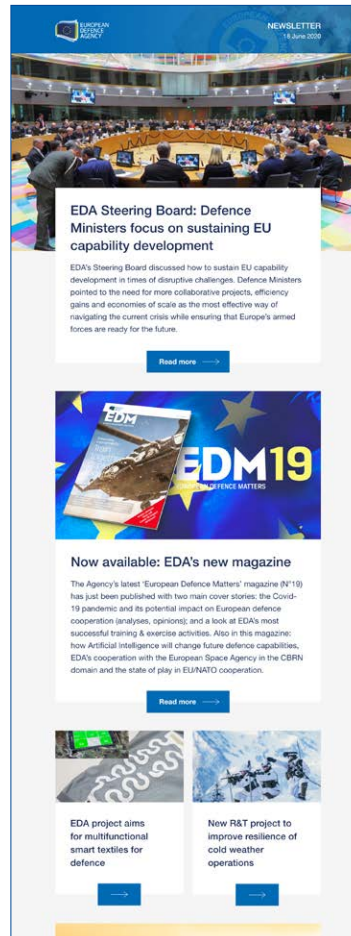 EUROPEAN
DEFENCE
AGENCY
NEWSLETTER
18 June 2020
EDA Steering Board: Defence
Ministers focus on sustaining EU
capability development
EDA's Steering Board discussed how to sustain EU capability
development in times of disruptive challenges. Defence Ministers
pointed to the need for more collaborative projects, efficiency
gains and economies of scale as the most effective way of
navigating the current crisis while ensuring that Europe's armed
forces are ready for the future.
Read more
EDM
EDM19
EUROPEAN DEFENCE MATTERS
Now available: EDA's new magazine
The Agency's latest 'European Defence Matters' magazine (N°19)
has just been published with two main cover stories: the Covid-
19 pandemic and its potential impact on European defence
cooperation (analyses, opinions); and a look at EDA's most
successful training & exercise activities. Also in this magazine:
how Artificial Intelligence will change future defence capabilities,
EDA's cooperation with the European Space Agency in the CBRN
domain and the state of play in EU/NATO cooperation.
Read more
EDA project aims
for multifunctional
smart textiles for
defence
New R&T project to
improve resilience of
cold weather
operations